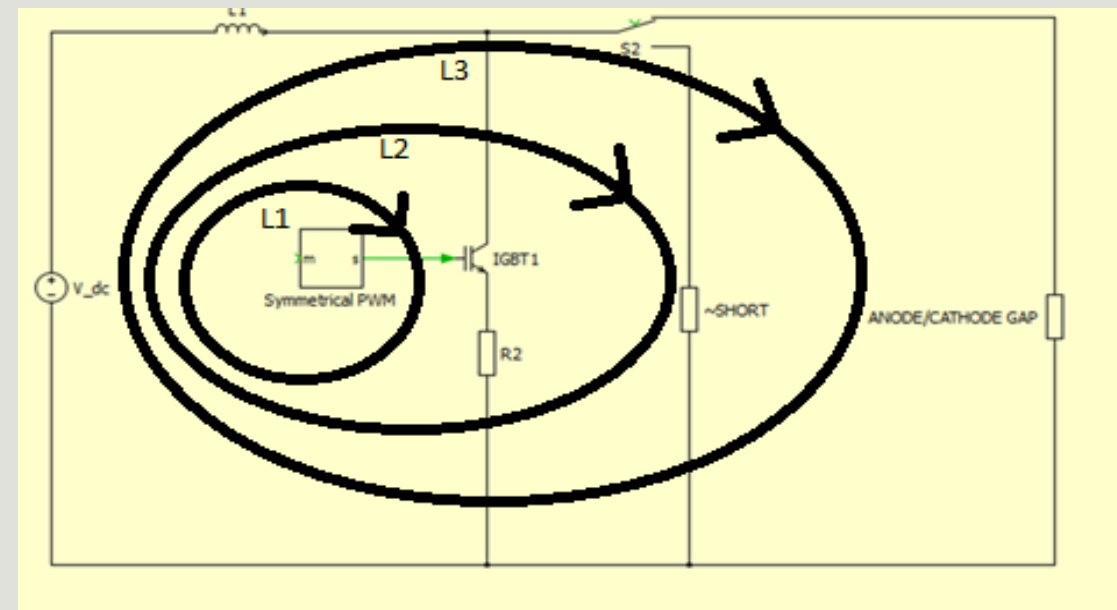 L1
S2
L3
L2
L1
m
s
IGBT1
Symmetrical PWM
V_dc
~SHORT
ANODE/CATHODE GAP
R2